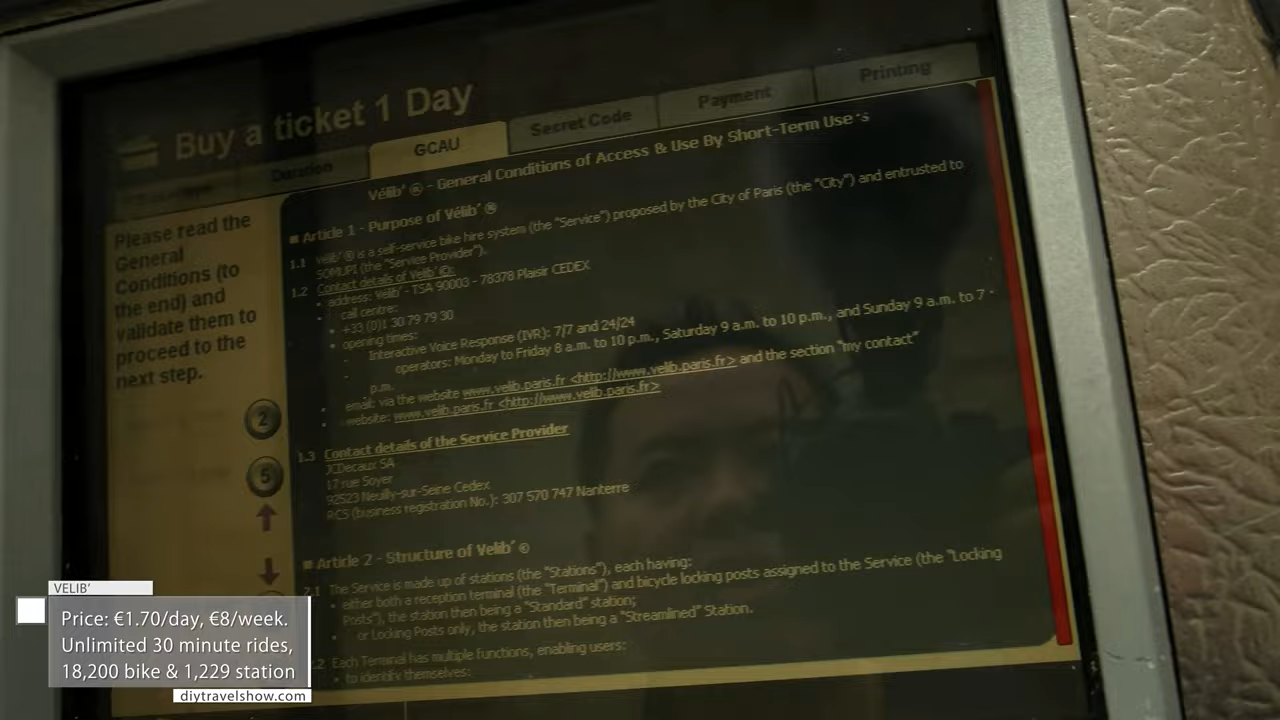 Buy a ticket 1 Day
Duration
GCAU
Secret Code
Payment
Printing
Please read the
General
Conditions (to
the end) and
validate them to
proceed to the
next step.
2
5
Vélib' ® - General Conditions of Access & Use By Short-Term Use s
■ Article 1 - Purpose of Vélib' ®
1.1 Vélib' ® is a self-service bike hire system (the "Service") proposed by the City of Paris (the "City") and entrusted to
SOMUPI (the "Service Provider").
1.2 Contact details of Velib' ©:
• address: Velib' - TSA 90003 - 78378 Plaisir CEDEX
call centre:
• +33 (0)1 30 79 79 30
• opening times:
- Interactive Voice Response (IVR): 7/7 and 24/24
- operators: Monday to Friday 8 a.m. to 10 p.m., Saturday 9 a.m. to 10 p.m., and Sunday 9 a.m. to 7
p.m.
• email: via the website www.velib.paris.fr <http://www.velib.paris.fr> and the section "my contact"
• website: www.velib.paris.fr <http://www.velib.paris.fr>
1.3 Contact details of the Service Provider
JCDecaux SA
17 rue Soyer
92523 Neuilly-sur-Seine Cedex
RCS (business registration No.): 307 570 747 Nanterre
■ Article 2 - Structure of Velib' ©
2.1 The Service is made up of stations (the "Stations"), each having:
• either both a reception terminal (the "Terminal") and bicycle locking posts assigned to the Service (the "Locking
Posts"), the station then being a "Standard" station;
• or Locking Posts only, the station then being a "Streamlined" Station.
.2 Each Terminal has multiple functions, enabling users:
• to identify themselves:
VELIB'
Price: €1.70/day, €8/week.
Unlimited 30 minute rides,
18,200 bike & 1,229 station
diytravelshow.com